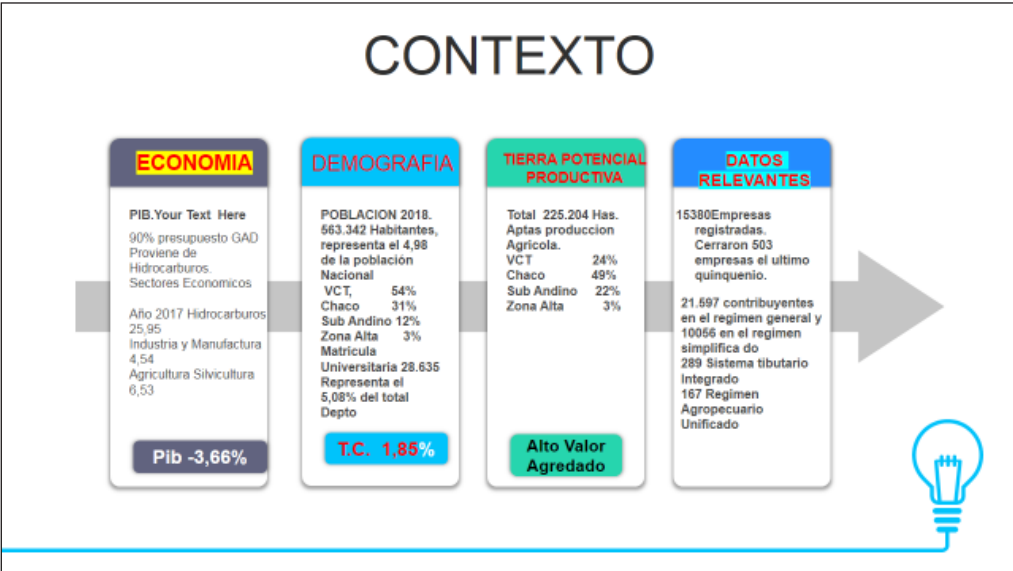 CONTEXTO
ECONOMIA
PIB.Your Text Here
90% presupuesto GAD
Proviene de
Hidrocarburos.
Sectores Economicos
Año 2017 Hidrocarburos
25,95
Industria y Manufactura
4,54
Agricultura Silvicultura
6,53
Pib -3,66%
DEMOGRAFIA
POBLACION 2018.
563.342 Habitantes,
representa el 4,98
de la población
Nacional
VCT, 54%
Chaco 31%
Sub Andino 12%
Zona Alta 3%
Matricula
Universitaria 28.635
Representa el
5,08% del total
Depto
T.C. 1,85%
TIERRA POTENCIAL
PRODUCTIVA
Total 225.204 Has.
Aptas produccion
Agricola.
VCT 24%
Chaco 49%
Sub Andino 22%
Zona Alta 3%
Alto Valor
Agredado
DATOS
RELEVANTES
15380Empresas
registradas.
Cerraron 503
empresas el ultimo
quinquenio.
21.597 contribuyentes
en el regimen general y
10056 en el regimen
simplifica do
289 Sistema tibutario
Integrado
167 Regimen
Agropecuario
Unificado